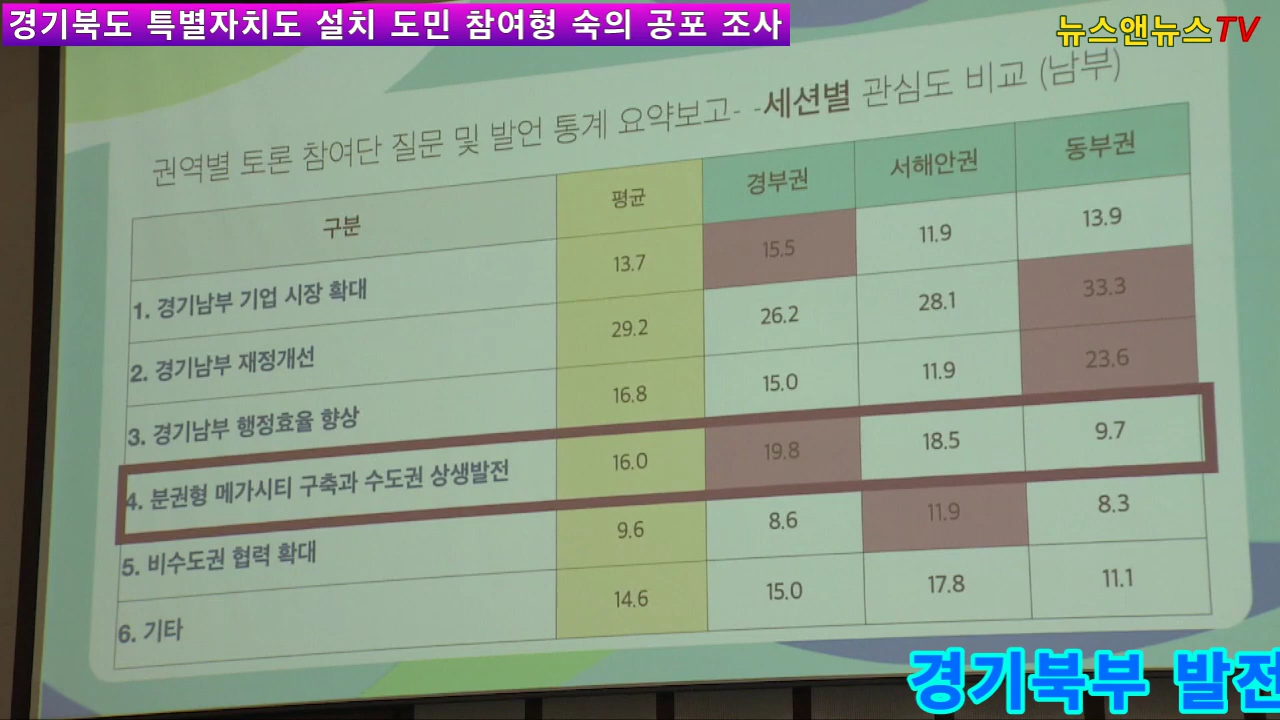 경기북도 특별자치도 설치 도민 참여형 숙의 공포 조사
뉴스앤뉴스TV
권역별 토론 참여단 질문 및 발언 통계 요약보고- -세션별 관심도 비교 (남부)
구분 평균 경부권 서해안권 동부권
1. 경기남부 기업 시장 확대 13.7 15.5 11.9 13.9
2. 경기남부 재정개선 29.2 26.2 28.1 33.3
3. 경기남부 행정효율 향상 16.8 15.0 11.9 23.6
4. 분권형 메가시티 구축과 수도권 상생발전 16.0 19.8 18.5 9.7
5. 비수도권 협력 확대 9.6 8.6 11.9 8.3
6. 기타 14.6 15.0 17.8 11.1
경기북부 발전